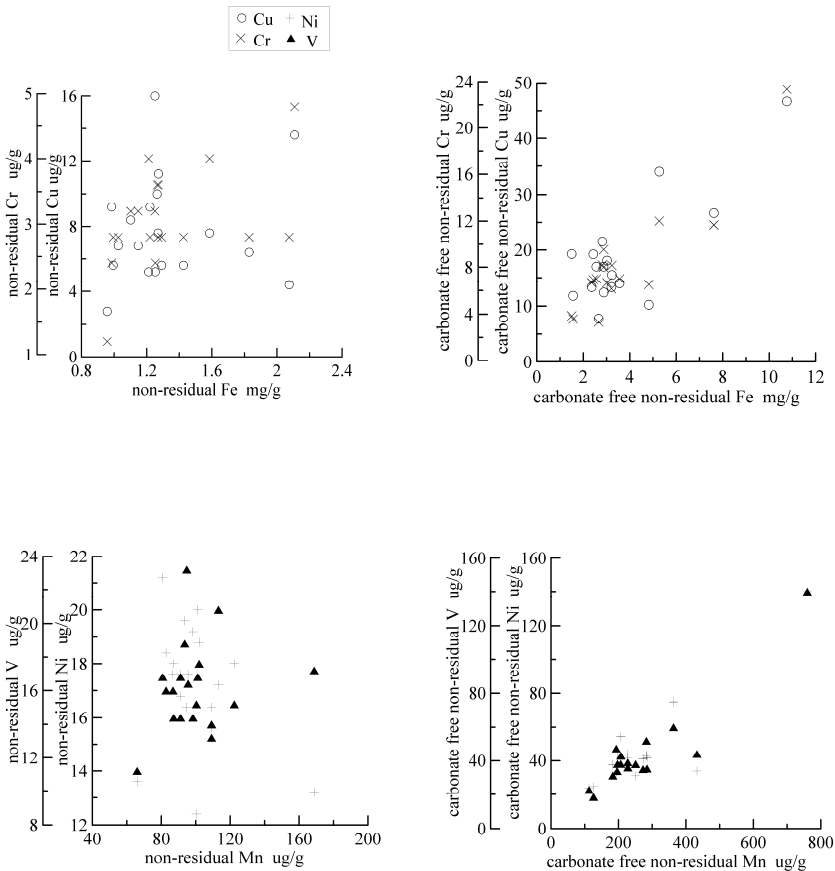 Cu Ni
Cr V
non-residual Cr ug/g
5
4
3
2
1
non-residual Cu ug/g
16
12
8
4
0
0.8 1.2 1.6 2 2.4
non-residual Fe mg/g
carbonate free non-residual Cr ug/g
24
20
16
12
8
4
0
carbonate free non-residual Cu ug/g
50
40
30
20
10
0
0 2 4 6 8 10 12
carbonate free non-residual Fe mg/g
non-residual V ug/g
24
20
16
12
8
non-residual Ni ug/g
22
20
18
16
14
12
40 80 120 160 200
non-residual Mn ug/g
carbonate free non-residual V ug/g
160
120
80
40
0
carbonate free non-residual Ni ug/g
160
120
80
40
0
0 200 400 600 800
carbonate free non-residual Mn ug/g